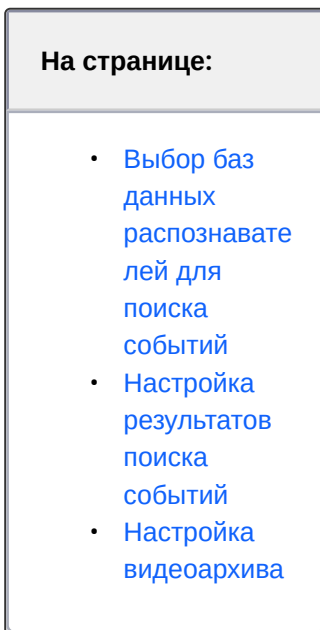 На странице:
• Выбор баз
данных
распознавате
лей для
поиска
событий
• Настройка
результатов
поиска
событий
• Настройка
видеоархива